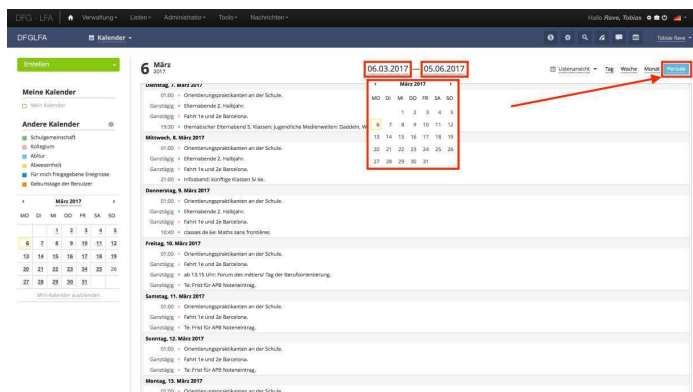 DFG - LFA Verwaltung Listen Administrator Tools Nachrichten Hallo Rave, Tobias
DFGLFA Kalender Tobias Rave
Erstellen
6 März 2017
06.03.2017 — 05.06.2017
Listenansicht Tag Woche Monat Periode
Meine Kalender
Mein Kalender
Andere Kalender
Schulgemeinschaft
Kollegium
Abitur
Abwesenheit
Für mich freigegebene Ereignisse
Geburtstage der Benutzer
‹ März 2017 ›
MO DI MI DO FR SA SO
1 2 3 4 5
6 7 8 9 10 11 12
13 14 15 16 17 18 19
20 21 22 23 24 25 26
27 28 29 30 31
Mini-Kalender ausblenden
‹ März 2017 ›
MO DI MI DO FR SA SO
1 2 3 4 5
6 7 8 9 10 11 12
13 14 15 16 17 18 19
20 21 22 23 24 25 26
27 28 29 30 31
Dienstag, 7. März 2017
01:00 Orientierungspraktikanten an der Schule.
Ganztägig Elternabende 2. Halbjahr.
Ganztägig Fahrt 1e und 2e Barcelona.
19:30 thematischer Elternabend 5. Klassen: Jugendliche Medienwelten: Daddeln, W
Mittwoch, 8. März 2017
01:00 Orientierungspraktikanten an der Schule.
Ganztägig Elternabende 2. Halbjahr.
Ganztägig Fahrt 1e und 2e Barcelona.
21:00 Infoabend: künftige Klassen 5/ 6e.
Donnerstag, 9. März 2017
01:00 Orientierungspraktikanten an der Schule.
Ganztägig Elternabende 2. Halbjahr.
Ganztägig Fahrt 1e und 2e Barcelona.
10:40 classes de 6e: Maths sans frontières.
Freitag, 10. März 2017
01:00 Orientierungspraktikanten an der Schule.
Ganztägig Fahrt 1e und 2e Barcelona.
Ganztägig ab 13.15 Uhr: Forum des métiers/ Tag der Berufsorientierung.
Ganztägig Te: Frist für APB Noteneintrag.
Samstag, 11. März 2017
01:00 Orientierungspraktikanten an der Schule.
Ganztägig Fahrt 1e und 2e Barcelona.
Ganztägig Te: Frist für APB Noteneintrag.
Sonntag, 12. März 2017
01:00 Orientierungspraktikanten an der Schule.
Ganztägig Fahrt 1e und 2e Barcelona.
Ganztägig Te: Frist für APB Noteneintrag.
Montag, 13. März 2017
01:00 Orientierungspraktikanten an der Schule.